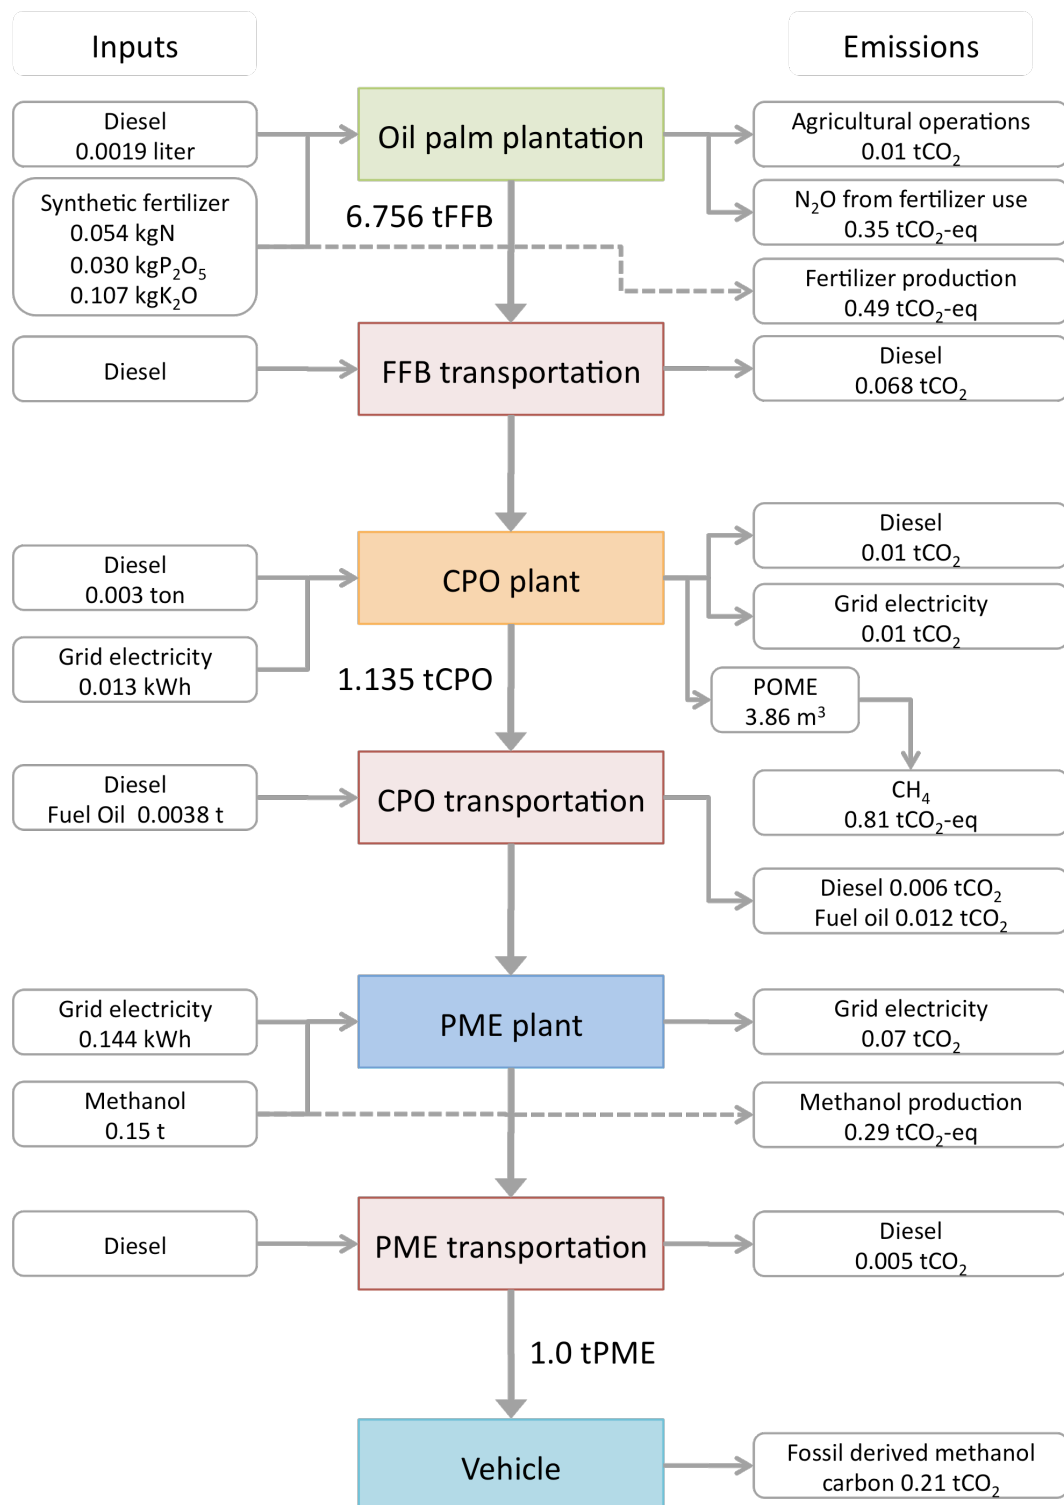 Inputs
Emissions
Diesel
0.0019 liter
Oil palm plantation
Agricultural operations
0.01 tCO₂
Synthetic fertilizer
0.054 kgN
0.030 kgP₂O₅
0.107 kgK₂O
6.756 tFFB
N₂O from fertilizer use
0.35 tCO₂-eq
Fertilizer production
0.49 tCO₂-eq
Diesel
FFB transportation
Diesel
0.068 tCO₂
Diesel
0.003 ton
CPO plant
Diesel
0.01 tCO₂
Grid electricity
0.01 tCO₂
Grid electricity
0.013 kWh
1.135 tCPO
POME
3.86 m³
Diesel
Fuel Oil 0.0038 t
CPO transportation
CH₄
0.81 tCO₂-eq
Diesel 0.006 tCO₂
Fuel oil 0.012 tCO₂
Grid electricity
0.144 kWh
PME plant
Grid electricity
0.07 tCO₂
Methanol
0.15 t
Methanol production
0.29 tCO₂-eq
Diesel
PME transportation
Diesel
0.005 tCO₂
1.0 tPME
Vehicle
Fossil derived methanol
carbon 0.21 tCO₂